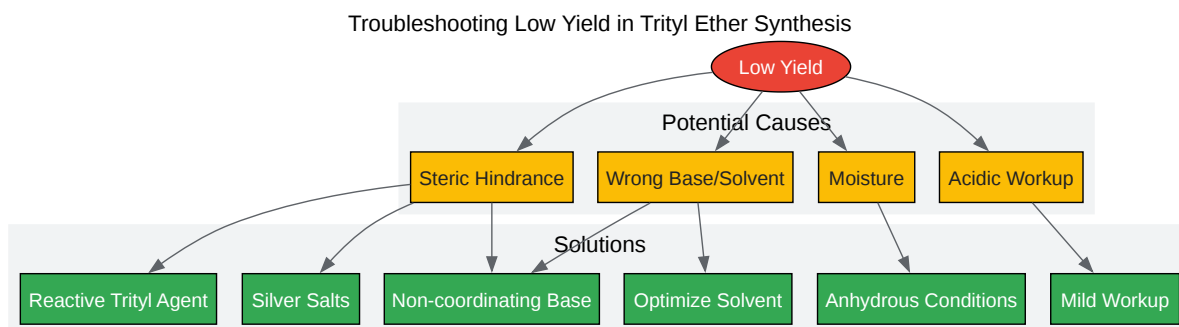 Troubleshooting Low Yield in Trityl Ether Synthesis
Low Yield
Potential Causes
Steric Hindrance
Wrong Base/Solvent
Moisture
Acidic Workup
Solutions
Reactive Trityl Agent
Silver Salts
Non-coordinating Base
Optimize Solvent
Anhydrous Conditions
Mild Workup